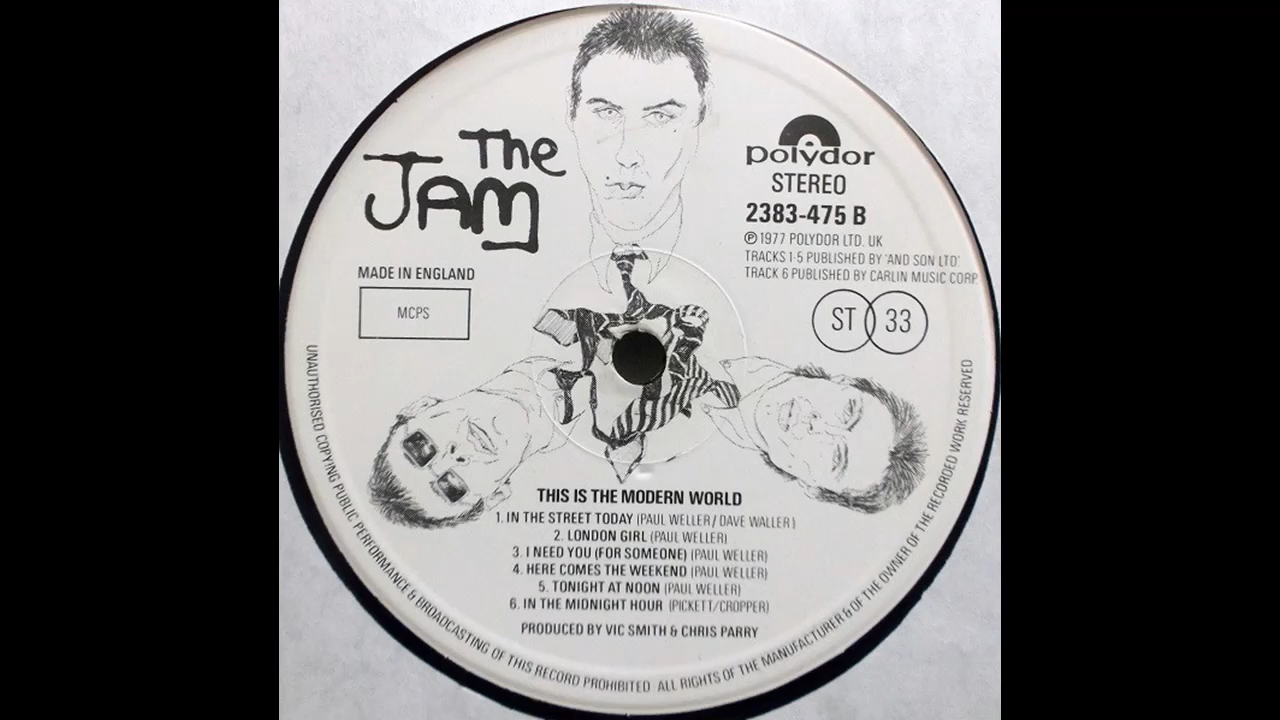 The
JAM
MADE IN ENGLAND
MCPS
polydor
STEREO
2383-475 B
℗ 1977 POLYDOR LTD. UK
TRACKS 1-5 PUBLISHED BY 'AND SON LTD'
TRACK 6 PUBLISHED BY CARLIN MUSIC CORP.
ST 33
THIS IS THE MODERN WORLD
1. IN THE STREET TODAY (PAUL WELLER / DAVE WALLER)
2. LONDON GIRL (PAUL WELLER)
3. I NEED YOU (FOR SOMEONE) (PAUL WELLER)
4. HERE COMES THE WEEKEND (PAUL WELLER)
5. TONIGHT AT NOON (PAUL WELLER)
6. IN THE MIDNIGHT HOUR (PICKETT/CROPPER)
PRODUCED BY VIC SMITH & CHRIS PARRY
UNAUTHORISED COPYING PUBLIC PERFORMANCE & BROADCASTING OF THIS RECORD PROHIBITED ALL RIGHTS OF THE MANUFACTURER & OF THE OWNER OF THE RECORDED WORK RESERVED